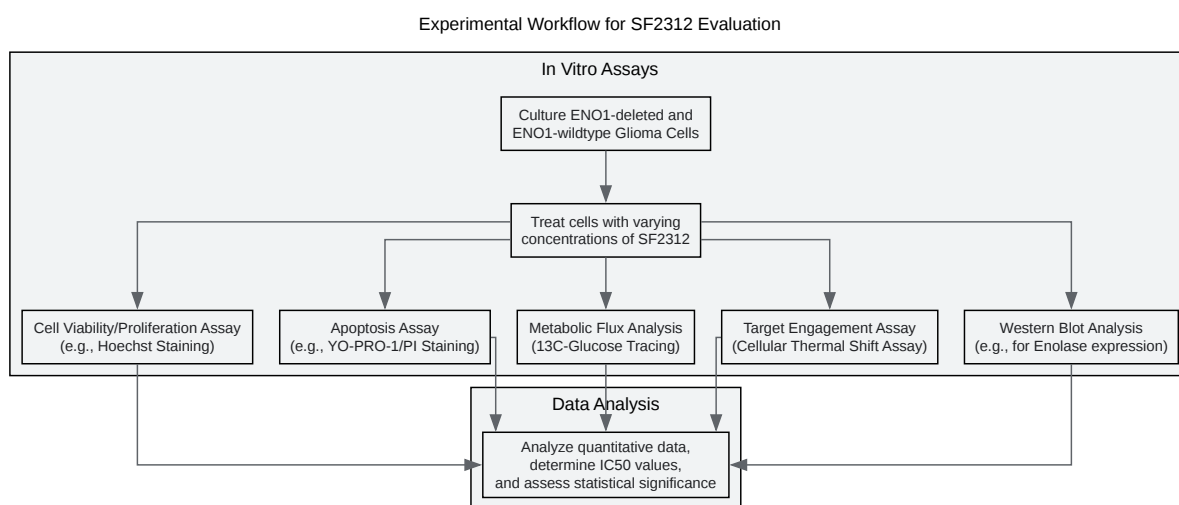 Experimental Workflow for SF2312 Evaluation
In Vitro Assays
Culture ENO1-deleted and
ENO1-wildtype Glioma Cells
Treat cells with varying
concentrations of SF2312
Cell Viability/Proliferation Assay
(e.g., Hoechst Staining)
Apoptosis Assay
(e.g., YO-PRO-1/PI Staining)
Metabolic Flux Analysis
(13C-Glucose Tracing)
Target Engagement Assay
(Cellular Thermal Shift Assay)
Western Blot Analysis
(e.g., for Enolase expression)
Data Analysis
Analyze quantitative data,
determine IC50 values,
and assess statistical significance